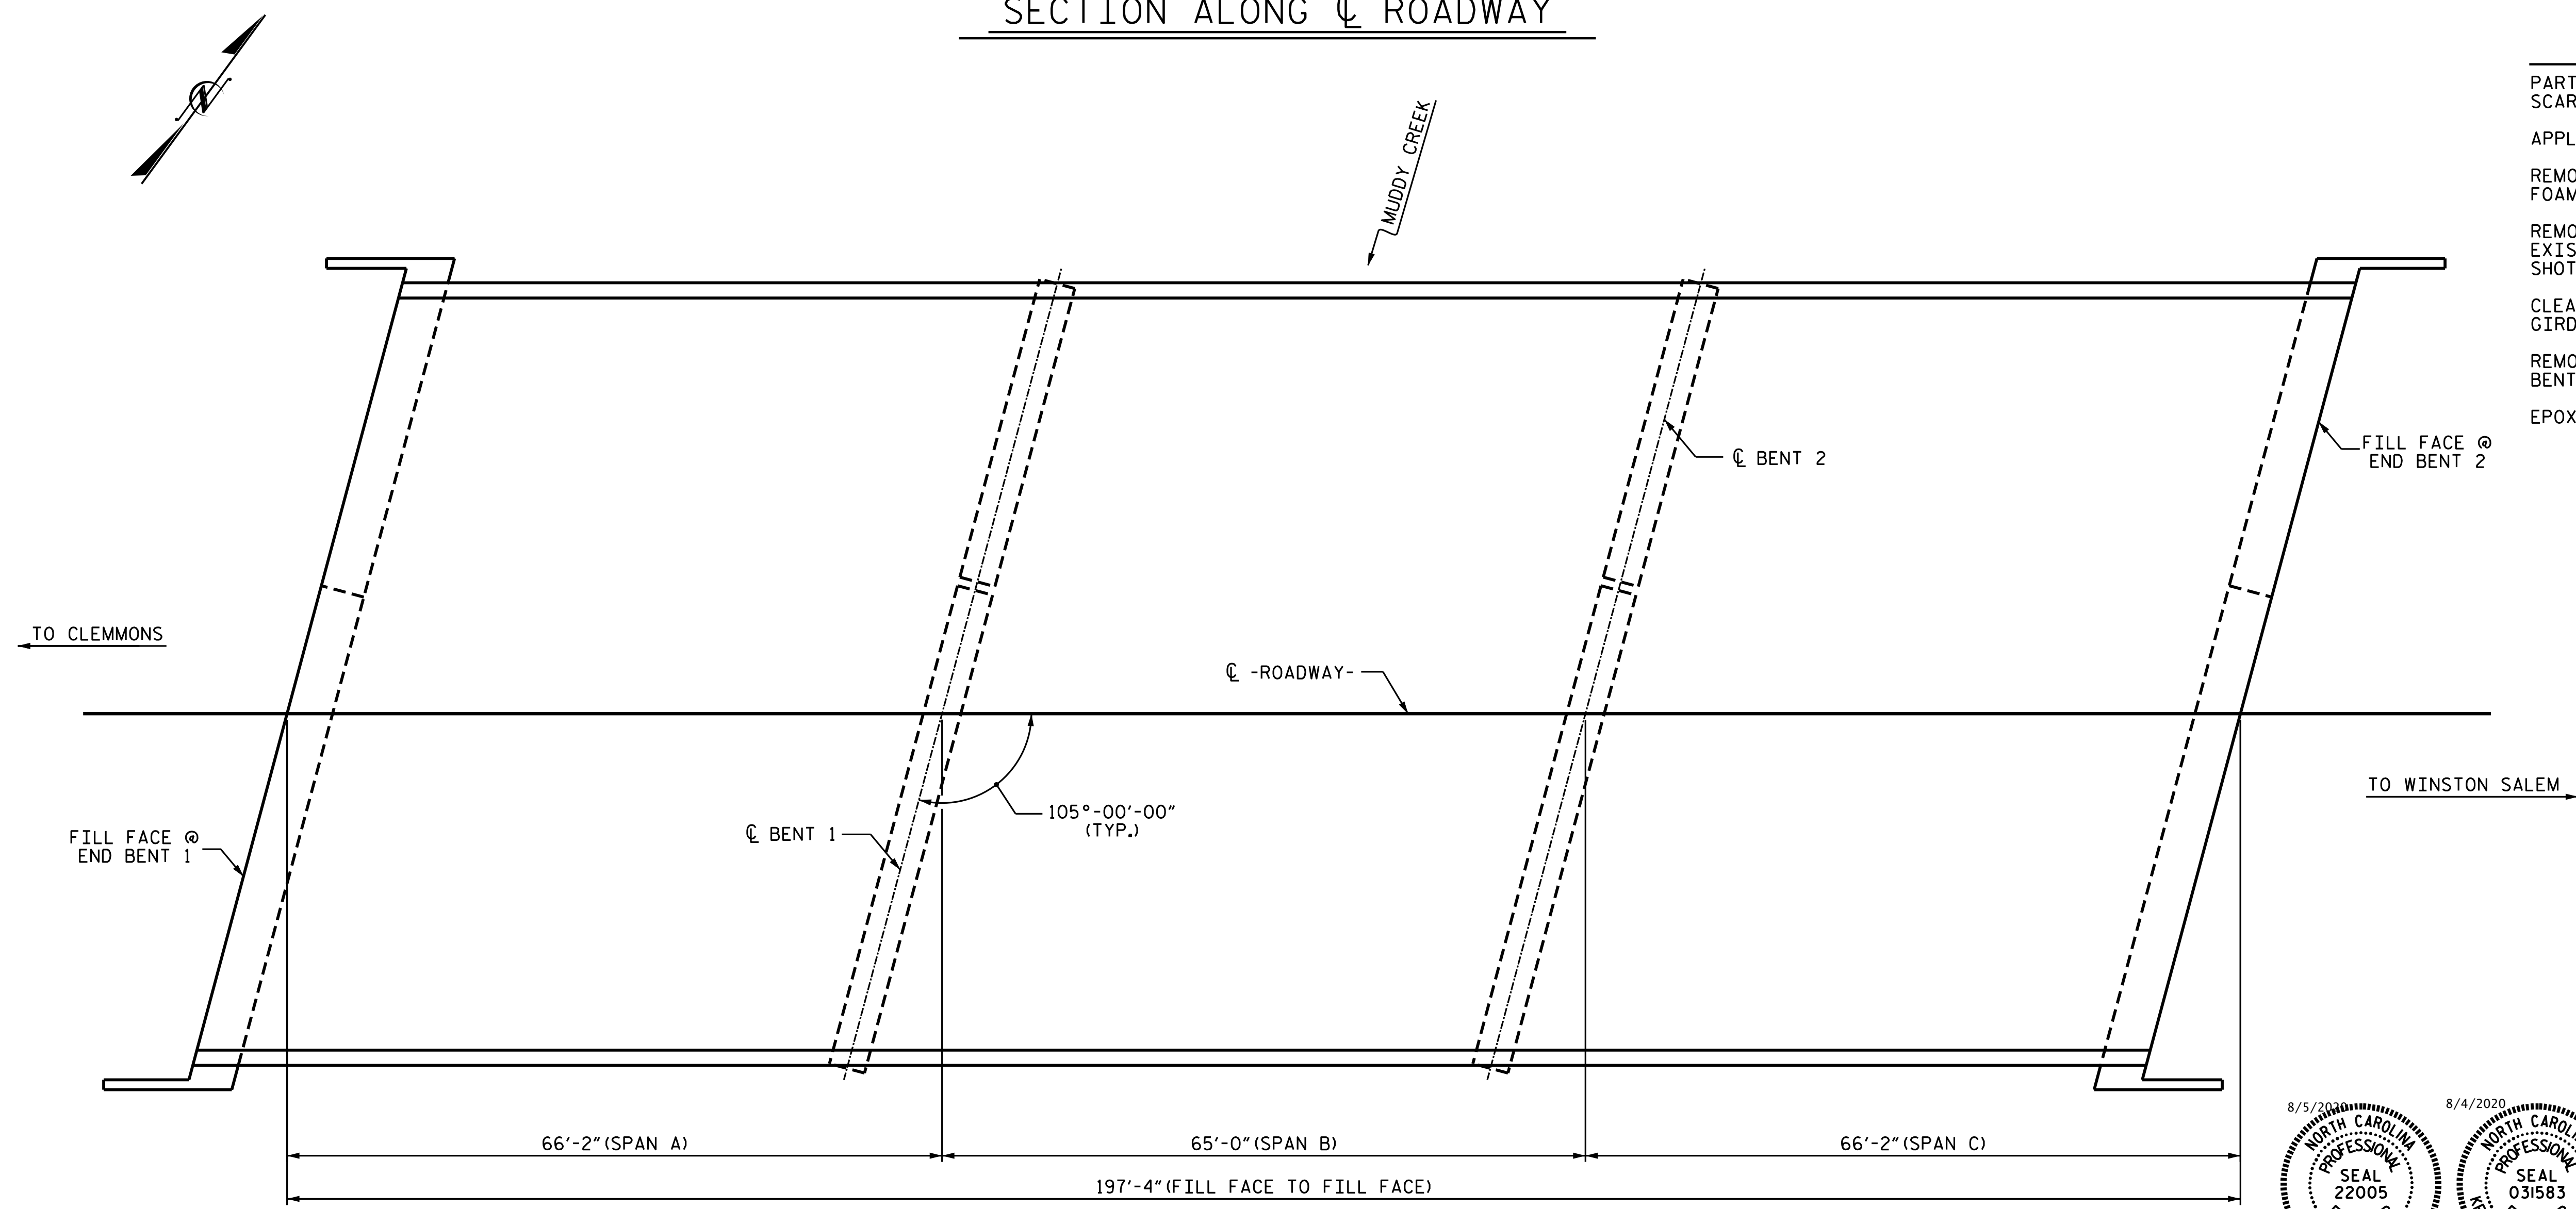 SECTION ALONG ℄ ROADWAY
N
MUDDY CREEK
PART
SCAR
APPL
REMO
FOAM
REMO
EXIS
SHOT
CLEA
GIRD
REMO
BENT
EPOX
℄ BENT 2
FILL FACE @
END BENT 2
TO CLEMMONS
℄ -ROADWAY-
TO WINSTON SALEM
105°-00'-00"
(TYP.)
℄ BENT 1
FILL FACE @
END BENT 1
66'-2" (SPAN A)
65'-0" (SPAN B)
66'-2" (SPAN C)
197'-4" (FILL FACE TO FILL FACE)
8/5/2020
NORTH CAROLINA
PROFESSIONAL
SEAL
22005
8/4/2020
NORTH CAROLINA
PROFESSIONAL
SEAL
031583